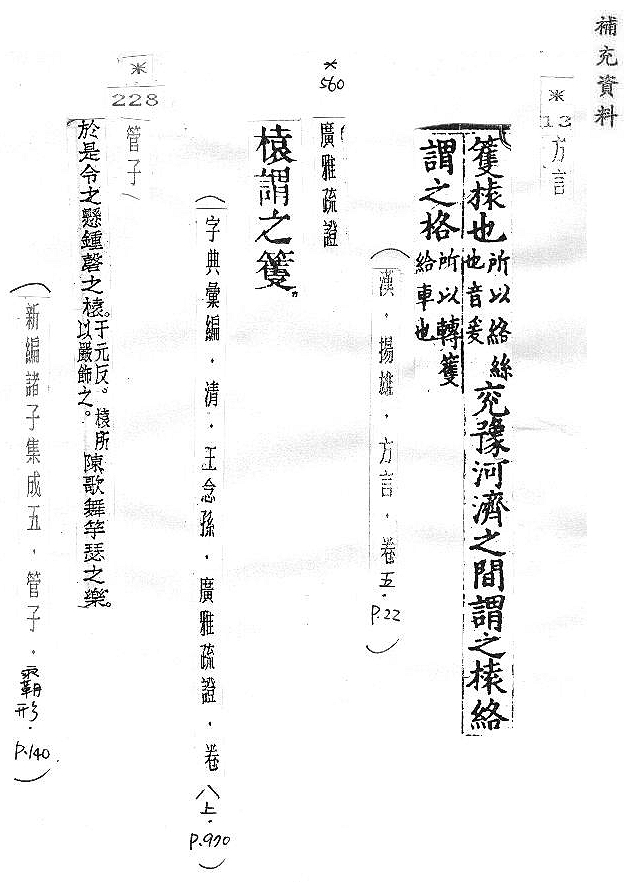 補充資料
*13
方言
篗榬也
所以絡絲
也音爰
兖豫河濟之間謂之榬絡
謂之格
所以轉篗
給車也
（漢．揚雄．方言．卷五．P.22）
*560
廣雅疏證
榬謂之篗。
（字典彙編．清．王念孫．廣雅疏證．卷八上．P.970）
*228
管子
於是令之懸鍾磬之榬。
于元反。榬所
以嚴飾之。
陳歌舞竽瑟之樂。
（新編諸子集成五．管子．霸形．P.140）